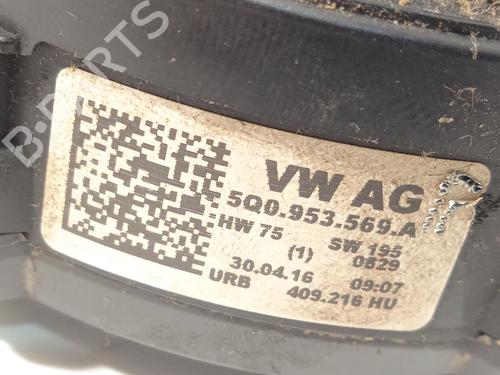 B-PARTS
VW AG
5Q0.953.569.A
HW 75 SW 195
(1) 0829
30.04.16 09:07
URB 409.216 HU